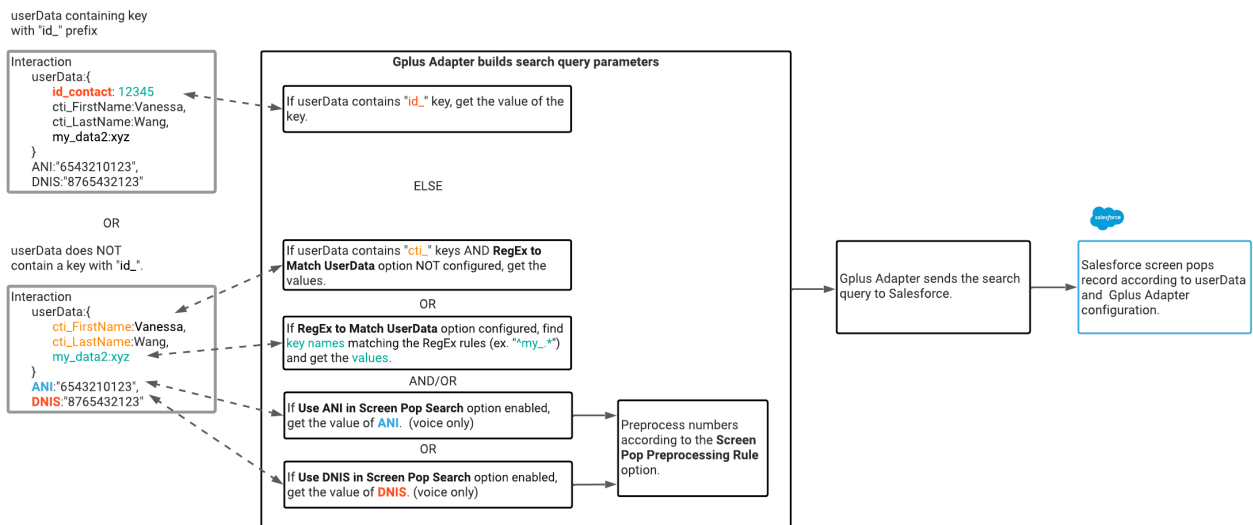 userData containing key
with "id_" prefix
Interaction
userData:{
id_contact: 12345
cti_FirstName:Vanessa,
cti_LastName:Wang,
my_data2:xyz
}
ANI:"6543210123",
DNIS:"8765432123"
OR
userData does NOT
contain a key with "id_".
Interaction
userData:{
cti_FirstName:Vanessa,
cti_LastName:Wang,
my_data2:xyz
}
ANI:"6543210123",
DNIS:"8765432123"
Gplus Adapter builds search query parameters
If userData contains "id_" key, get the value of the
key.
ELSE
If userData contains "cti_" keys AND RegEx to
Match UserData option NOT configured, get the
values.
OR
If RegEx to Match UserData option configured, find
key names matching the RegEx rules (ex. "^my_.*")
and get the values.
AND/OR
If Use ANI in Screen Pop Search option enabled,
get the value of ANI. (voice only)
OR
If Use DNIS in Screen Pop Search option enabled,
get the value of DNIS. (voice only)
Preprocess numbers
according to the Screen
Pop Preprocessing Rule
option.
Gplus Adapter sends the search
query to Salesforce.
salesforce
Salesforce screen pops
record according to userData
and Gplus Adapter
configuration.